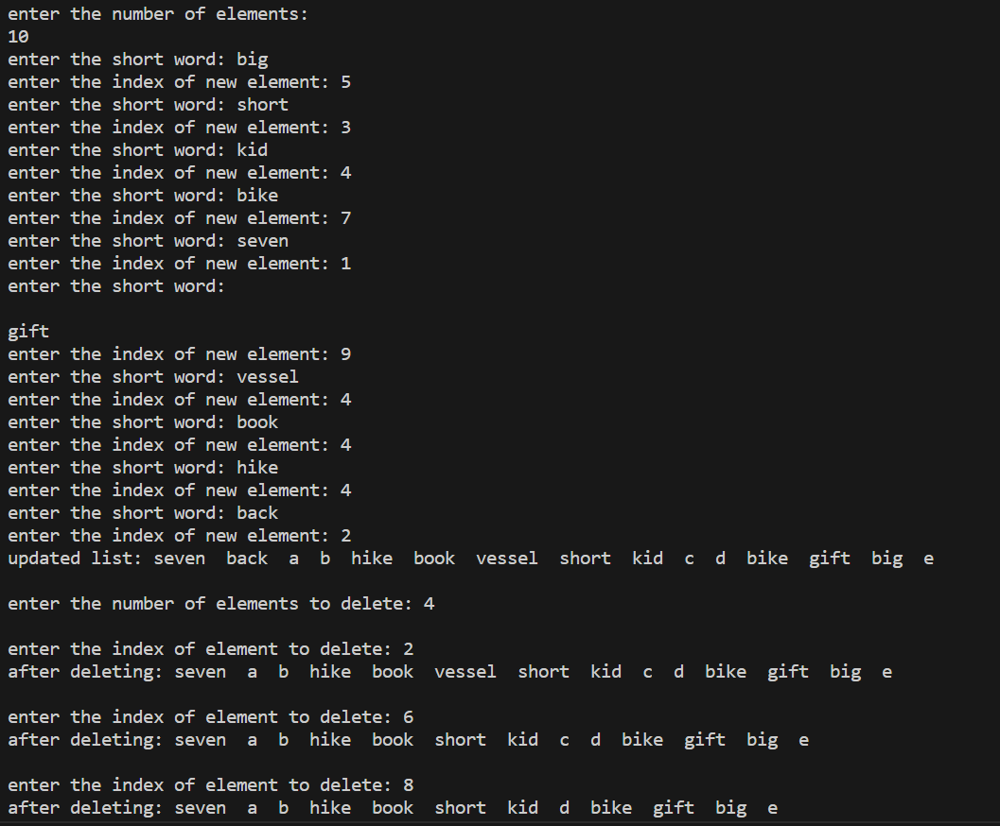 enter the number of elements:
10
enter the short word: big
enter the index of new element: 5
enter the short word: short
enter the index of new element: 3
enter the short word: kid
enter the index of new element: 4
enter the short word: bike
enter the index of new element: 7
enter the short word: seven
enter the index of new element: 1
enter the short word:
gift
enter the index of new element: 9
enter the short word: vessel
enter the index of new element: 4
enter the short word: book
enter the index of new element: 4
enter the short word: hike
enter the index of new element: 4
enter the short word: back
enter the index of new element: 2
updated list: seven  back  a  b  hike  book  vessel  short  kid  c  d  bike  gift  big  e
enter the number of elements to delete: 4
enter the index of element to delete: 2
after deleting: seven  a  b  hike  book  vessel  short  kid  c  d  bike  gift  big  e
enter the index of element to delete: 6
after deleting: seven  a  b  hike  book  short  kid  c  d  bike  gift  big  e
enter the index of element to delete: 8
after deleting: seven  a  b  hike  book  short  kid  d  bike  gift  big  e